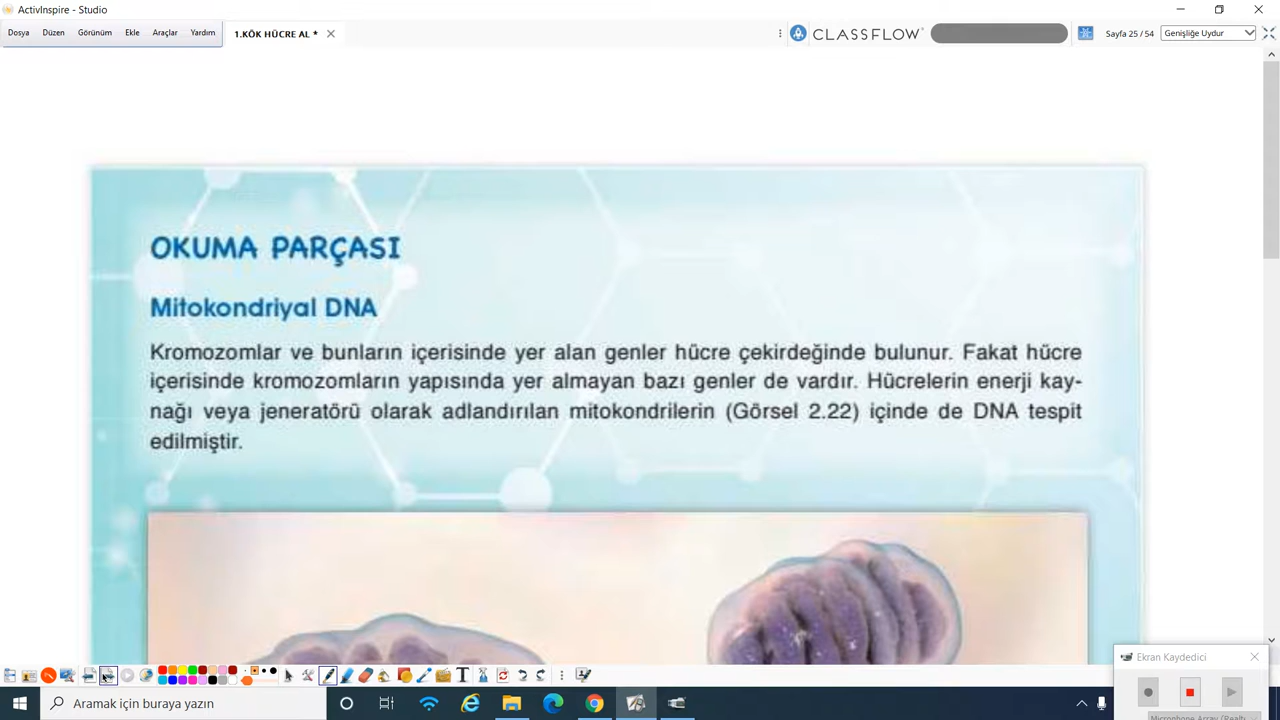 ActivInspire - Studio
Dosya Düzen Görünüm Ekle Araçlar Yardım
1.KÖK HÜCRE AL *
CLASSFLOW
Sayfa 25 / 54
Genişliğe Uydur
OKUMA PARÇASI
Mitokondriyal DNA
Kromozomlar ve bunların içerisinde yer alan genler hücre çekirdeğinde bulunur. Fakat hücre
içerisinde kromozomların yapısında yer almayan bazı genler de vardır. Hücrelerin enerji kay-
nağı veya jeneratörü olarak adlandırılan mitokondrilerin (Görsel 2.22) içinde de DNA tespit
edilmiştir.
Ekran Kaydedici
Microphone Array (Realt
Aramak için buraya yazın